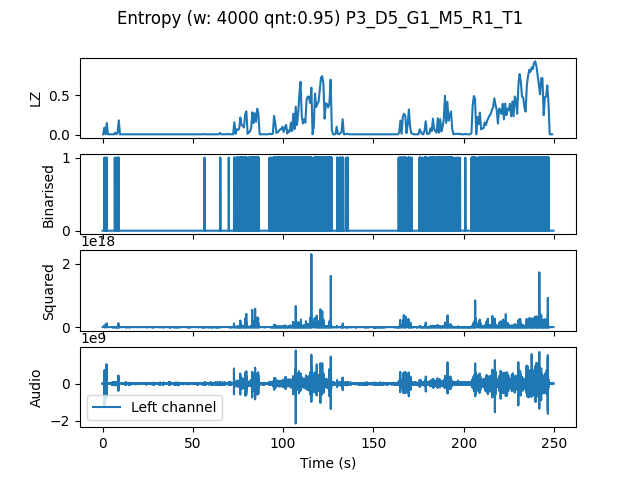 Entropy (w: 4000 qnt:0.95) P3_D5_G1_M5_R1_T1
LZ
0.5
0.0
Binarised
1
0
1e18
Squared
2
0
1e9
Audio
0
−2
Left channel
0 50 100 150 200 250
Time (s)